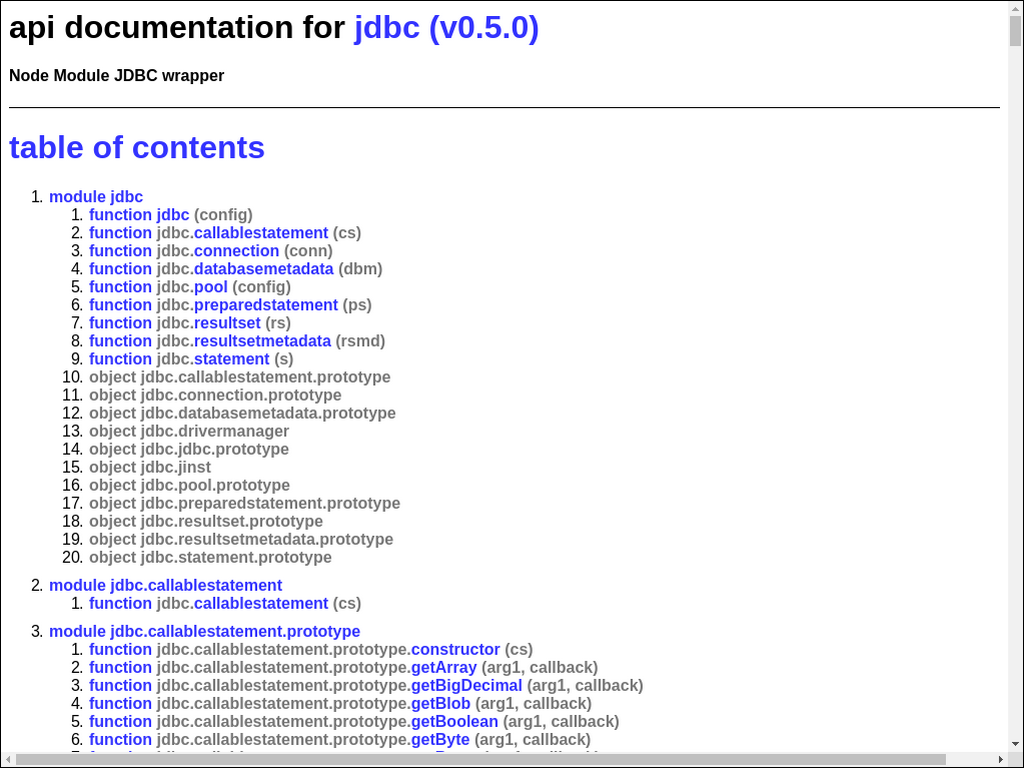 api documentation for jdbc (v0.5.0)
Node Module JDBC wrapper
table of contents
1. module jdbc
1. function jdbc (config)
2. function jdbc.callablestatement (cs)
3. function jdbc.connection (conn)
4. function jdbc.databasemetadata (dbm)
5. function jdbc.pool (config)
6. function jdbc.preparedstatement (ps)
7. function jdbc.resultset (rs)
8. function jdbc.resultsetmetadata (rsmd)
9. function jdbc.statement (s)
10. object jdbc.callablestatement.prototype
11. object jdbc.connection.prototype
12. object jdbc.databasemetadata.prototype
13. object jdbc.drivermanager
14. object jdbc.jdbc.prototype
15. object jdbc.jinst
16. object jdbc.pool.prototype
17. object jdbc.preparedstatement.prototype
18. object jdbc.resultset.prototype
19. object jdbc.resultsetmetadata.prototype
20. object jdbc.statement.prototype
2. module jdbc.callablestatement
1. function jdbc.callablestatement (cs)
3. module jdbc.callablestatement.prototype
1. function jdbc.callablestatement.prototype.constructor (cs)
2. function jdbc.callablestatement.prototype.getArray (arg1, callback)
3. function jdbc.callablestatement.prototype.getBigDecimal (arg1, callback)
4. function jdbc.callablestatement.prototype.getBlob (arg1, callback)
5. function jdbc.callablestatement.prototype.getBoolean (arg1, callback)
6. function jdbc.callablestatement.prototype.getByte (arg1, callback)